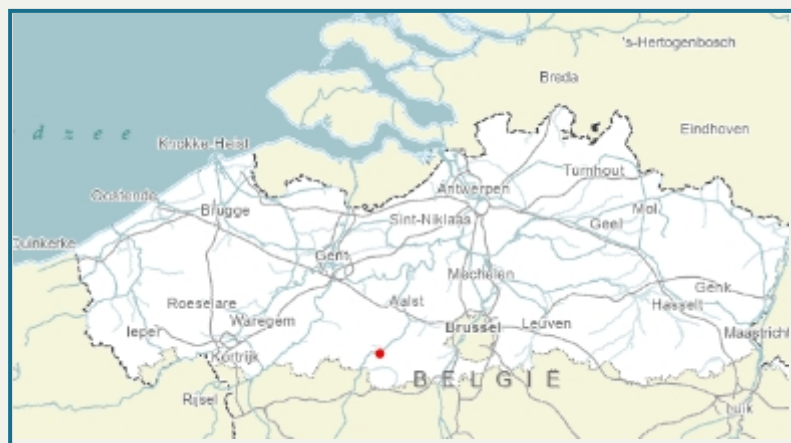 's-Hertogenbosch
Breda
Eindhoven
d z e e
Knokke-Heist
Turnhout
Antwerpen
Oostende
Brugge
Sint-Niklaas
Mol
Geel
Duinkerke
Gent
Mechelen
Genk
Roeselare
Aalst
Hasselt
Ieper
Waregem
Brussel
Leuven
Maastricht
Kortrijk
BELGIË
Rijsel
Luik